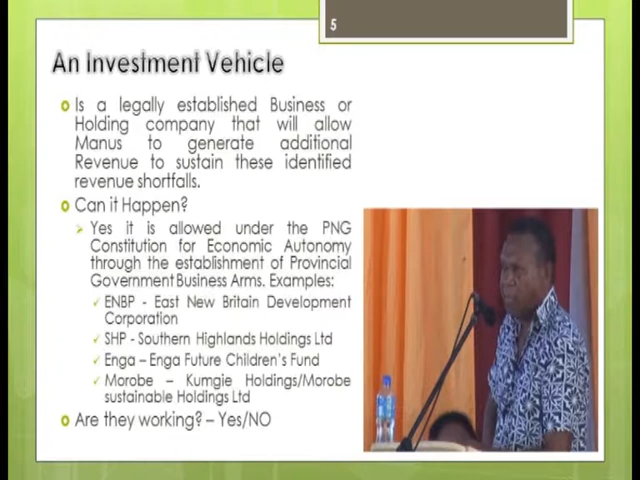 5
An Investment Vehicle
Is a legally established Business or
Holding company that will allow
Manus to generate additional
Revenue to sustain these identified
revenue shortfalls.
Can it Happen?
Yes it is allowed under the PNG
Constitution for Economic Autonomy
through the establishment of Provincial
Government Business Arms. Examples:
ENBP - East New Britain Development
Corporation
SHP - Southern Highlands Holdings Ltd
Enga – Enga Future Children's Fund
Morobe – Kumgie Holdings/Morobe
sustainable Holdings Ltd
Are they working? – Yes/NO